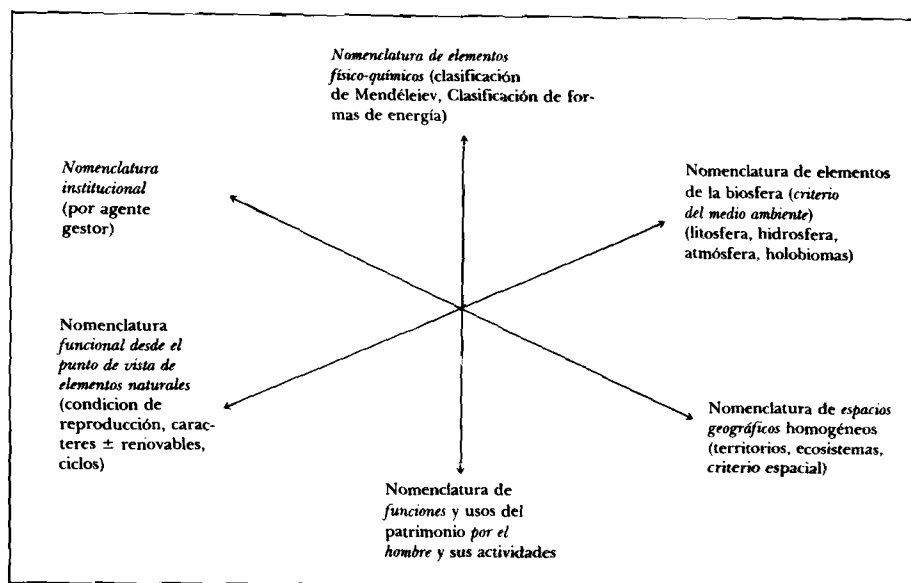 Nomenclatura de elementos
físico-químicos (clasificación
de Mendéleiev, Clasificación de for-
mas de energía)
Nomenclatura
institucional
(por agente
gestor)
Nomenclatura de elementos
de la biosfera (criterio
del medio ambiente)
(litosfera, hidrosfera,
atmósfera, holobiomas)
Nomenclatura
funcional desde el
punto de vista de
elementos naturales
(condicion de
reproducción, carac-
teres ± renovables,
ciclos)
Nomenclatura de espacios
geográficos homogéneos
(territorios, ecosistemas,
criterio espacial)
Nomenclatura de
funciones y usos del
patrimonio por el
hombre y sus actividades